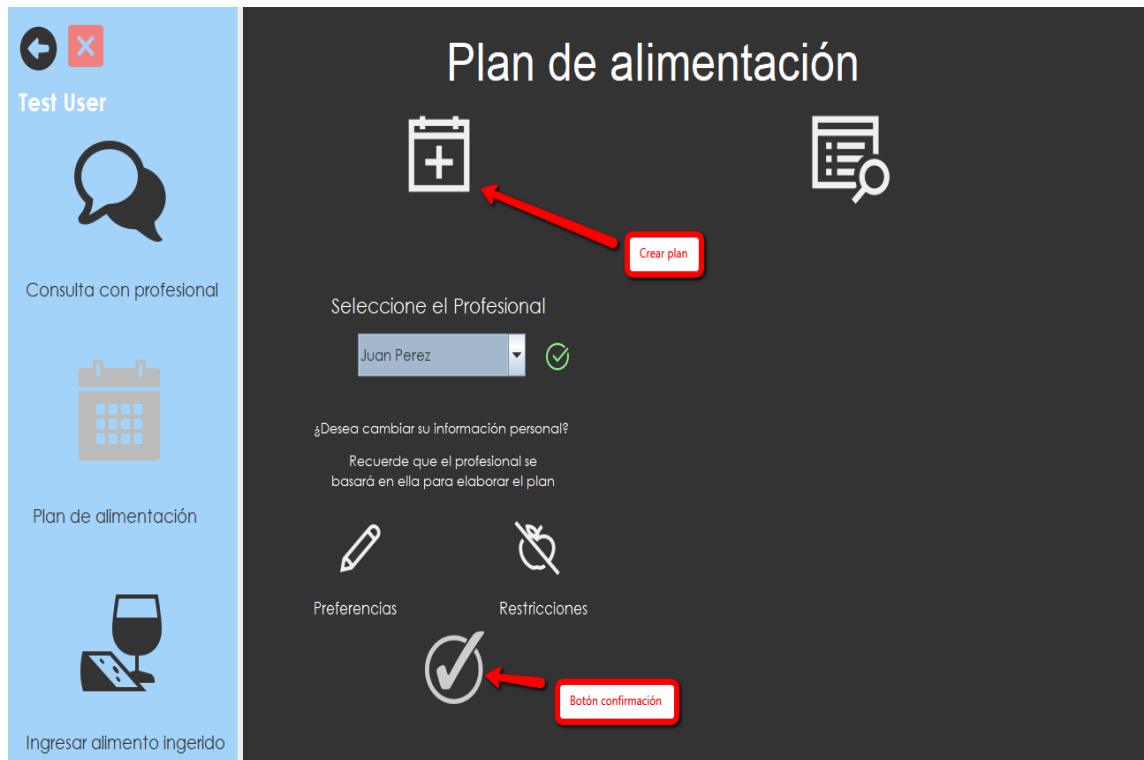 Test User
Consulta con profesional
Plan de alimentación
Ingresar alimento ingerido
Plan de alimentación
Crear plan
Seleccione el Profesional
Juan Perez
¿Desea cambiar su información personal?
Recuerde que el profesional se
basará en ella para elaborar el plan
Preferencias
Restricciones
Botón confirmación